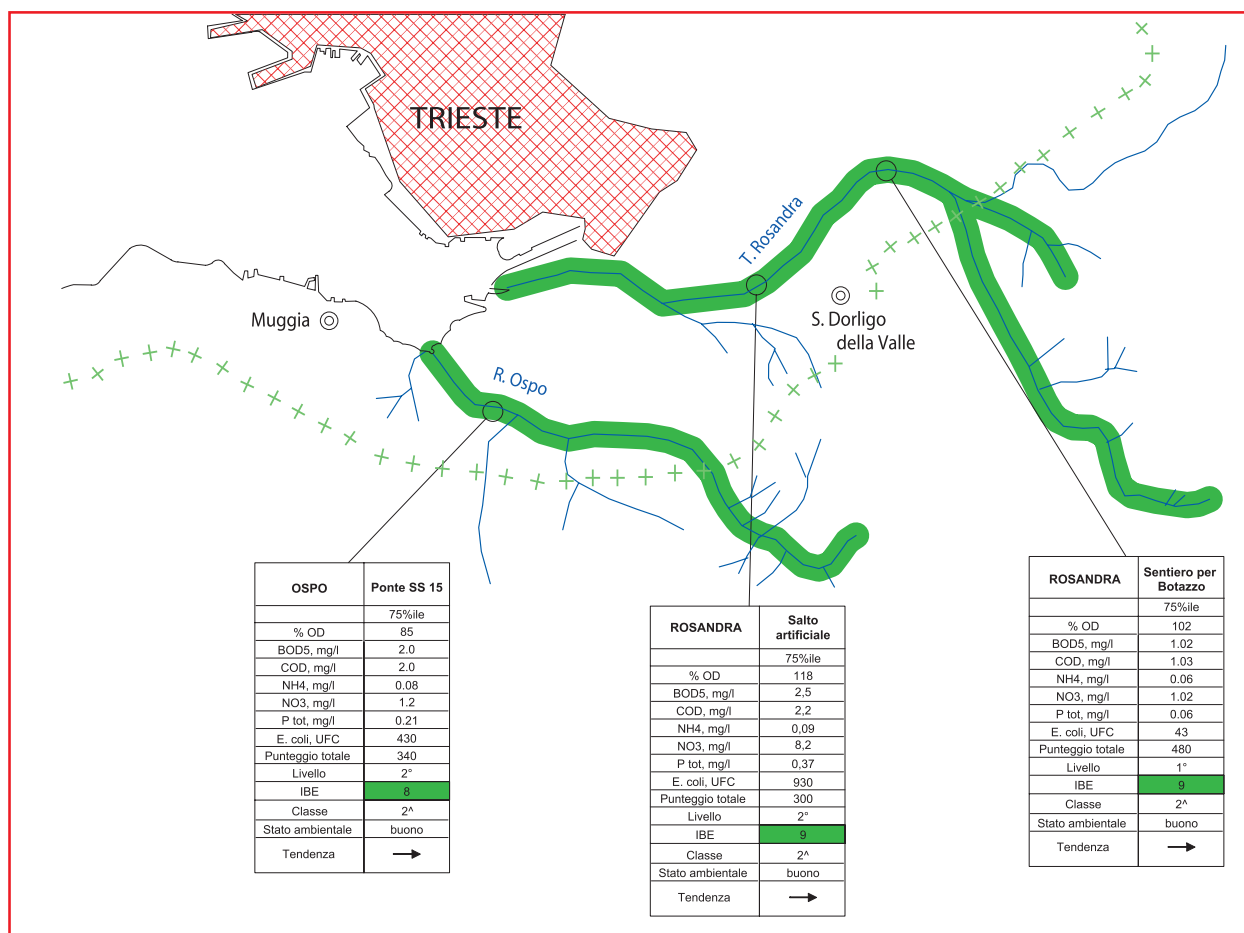 TRIESTE
T. Rosandra
Muggia
S. Dorligo
della Valle
R. Ospo
OSPO Ponte SS 15
75%ile
% OD 85
BOD5, mg/l 2.0
COD, mg/l 2.0
NH4, mg/l 0.08
NO3, mg/l 1.2
P tot, mg/l 0.21
E. coli, UFC 430
Punteggio totale 340
Livello 2°
IBE 8
Classe 2^
Stato ambientale buono
Tendenza →
ROSANDRA Salto
artificiale
75%ile
% OD 118
BOD5, mg/l 2,5
COD, mg/l 2,2
NH4, mg/l 0,09
NO3, mg/l 8,2
P tot, mg/l 0,37
E. coli, UFC 930
Punteggio totale 300
Livello 2°
IBE 9
Classe 2^
Stato ambientale buono
Tendenza →
ROSANDRA Sentiero per
Botazzo
75%ile
% OD 102
BOD5, mg/l 1.02
COD, mg/l 1.03
NH4, mg/l 0.06
NO3, mg/l 1.02
P tot, mg/l 0.06
E. coli, UFC 43
Punteggio totale 480
Livello 1°
IBE 9
Classe 2^
Stato ambientale buono
Tendenza →